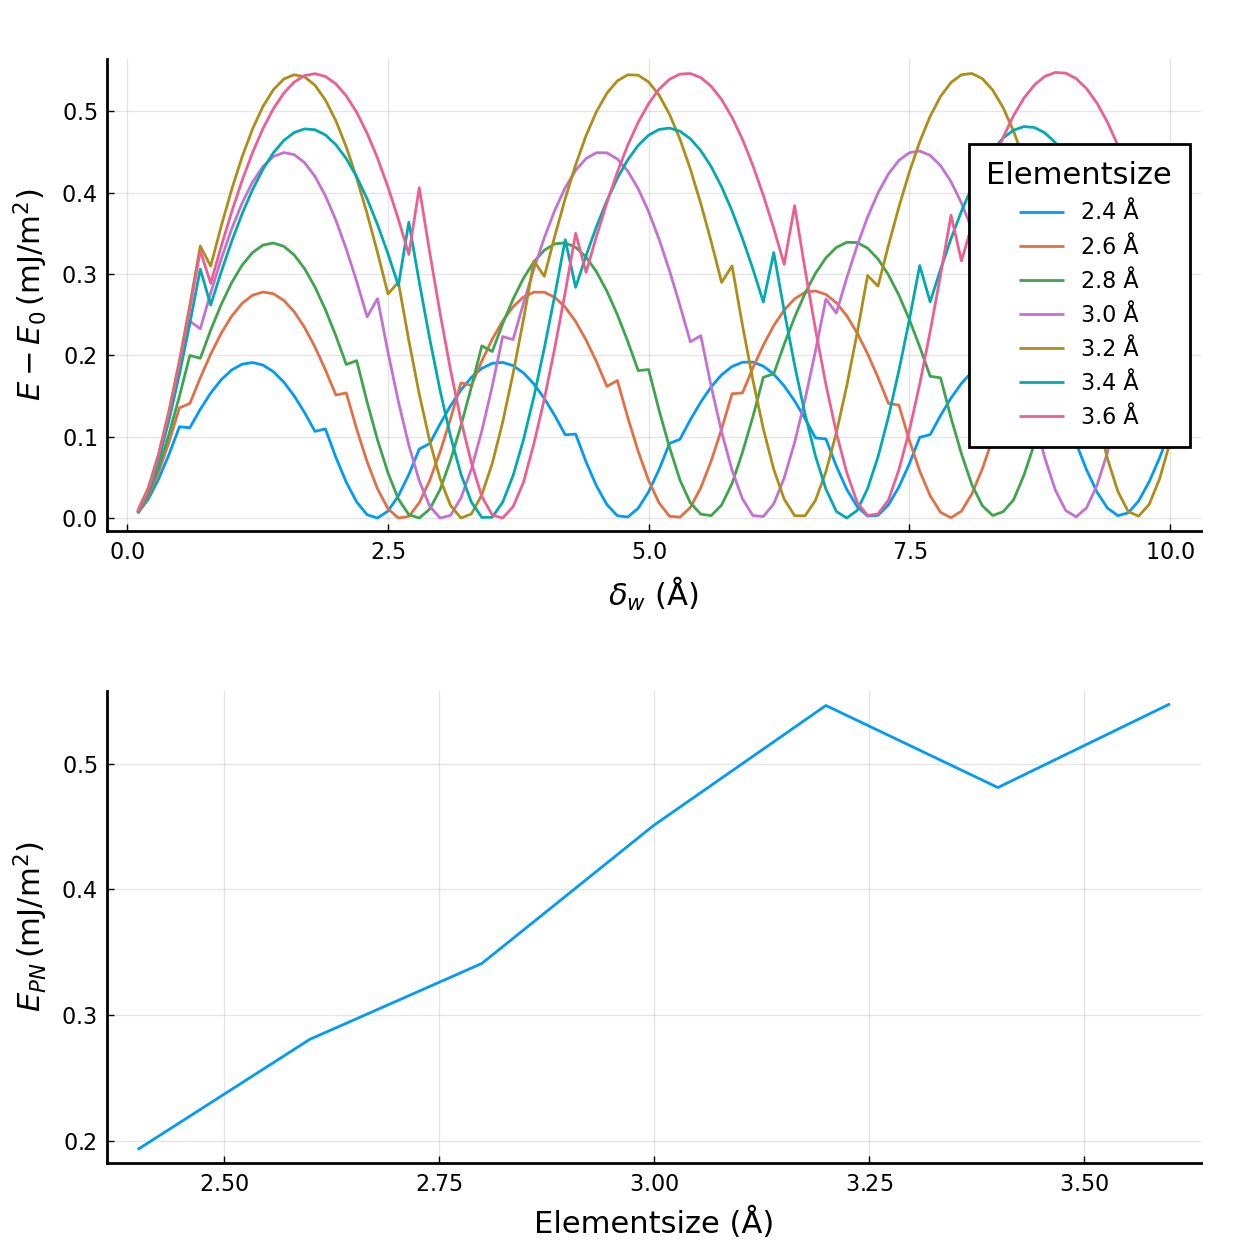 E − E₀ (mJ/m²)
0.5
0.4
0.3
0.2
0.1
0.0
Elementsize
2.4 Å
2.6 Å
2.8 Å
3.0 Å
3.2 Å
3.4 Å
3.6 Å
0.0 2.5 5.0 7.5 10.0
δ_w (Å)
E_PN (mJ/m²)
0.5
0.4
0.3
0.2
2.50 2.75 3.00 3.25 3.50
Elementsize (Å)